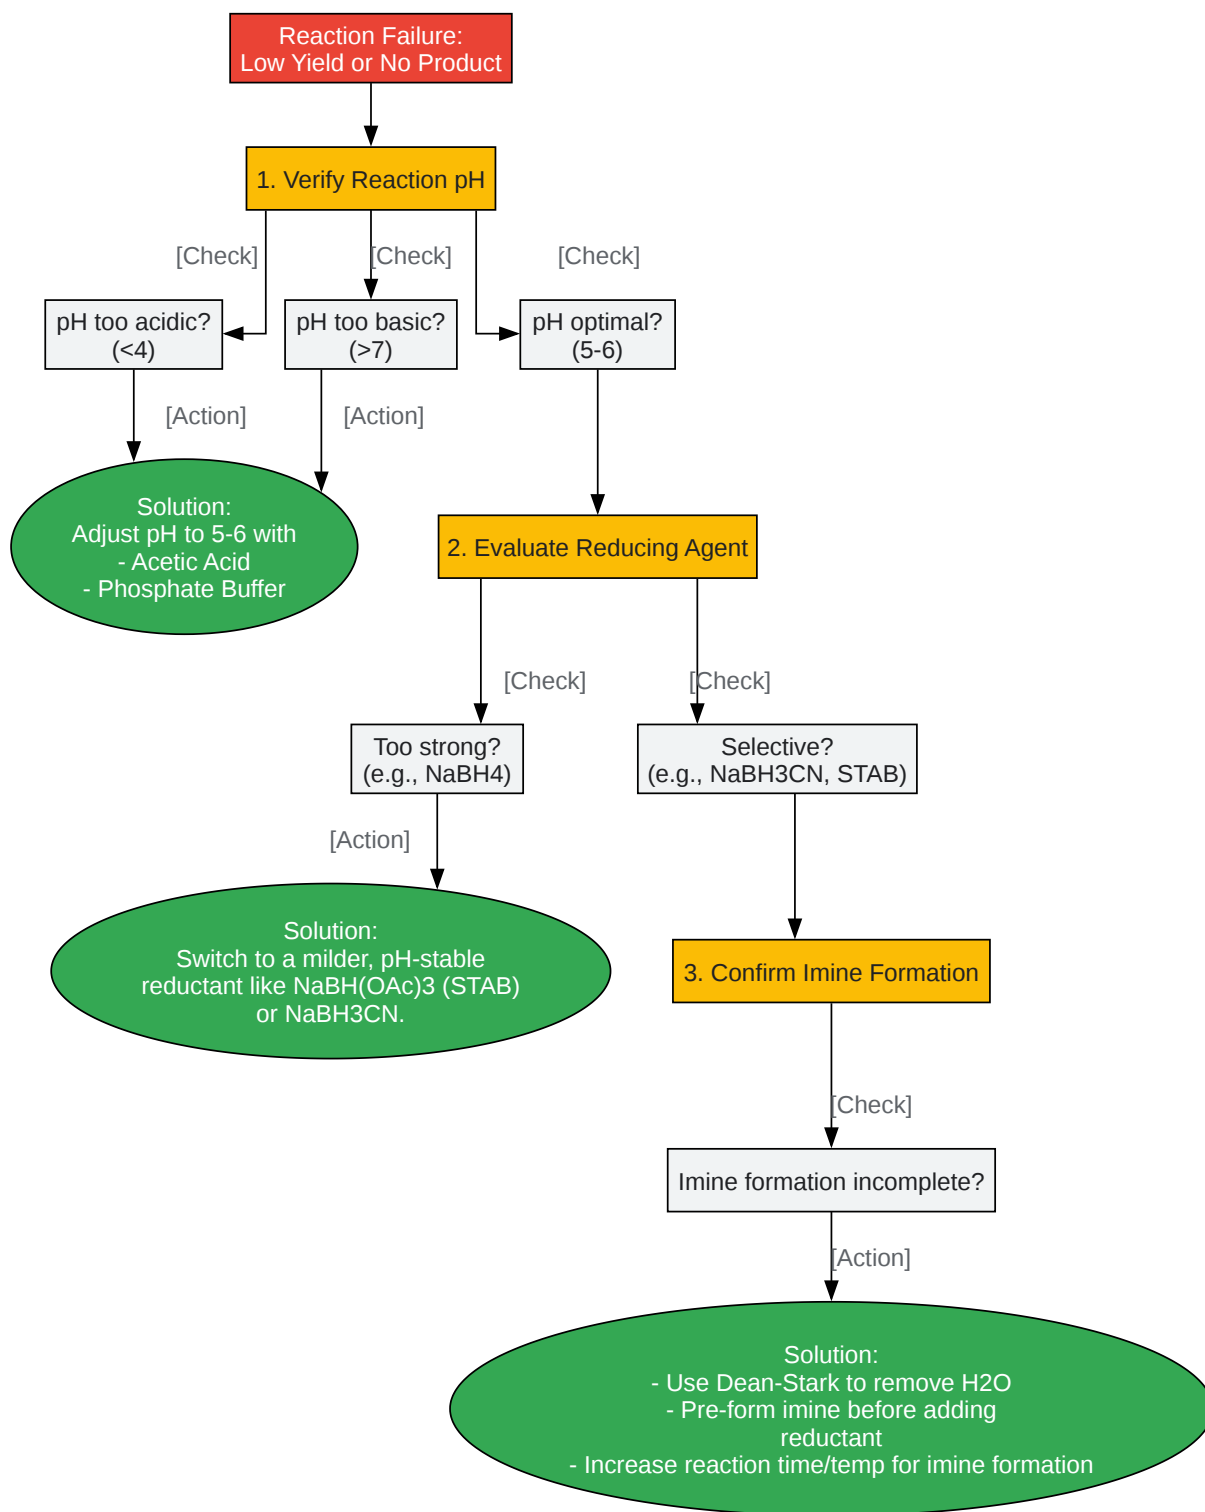 Reaction Failure:
Low Yield or No Product
1. Verify Reaction pH
[Check]
[Check]
[Check]
pH too acidic?
(<4)
pH too basic?
(>7)
pH optimal?
(5-6)
[Action]
[Action]
Solution:
Adjust pH to 5-6 with
- Acetic Acid
- Phosphate Buffer
2. Evaluate Reducing Agent
[Check]
[Check]
Too strong?
(e.g., NaBH4)
Selective?
(e.g., NaBH3CN, STAB)
[Action]
Solution:
Switch to a milder, pH-stable
reductant like NaBH(OAc)3 (STAB)
or NaBH3CN.
3. Confirm Imine Formation
[Check]
Imine formation incomplete?
[Action]
Solution:
- Use Dean-Stark to remove H2O
- Pre-form imine before adding
reductant
- Increase reaction time/temp for imine formation